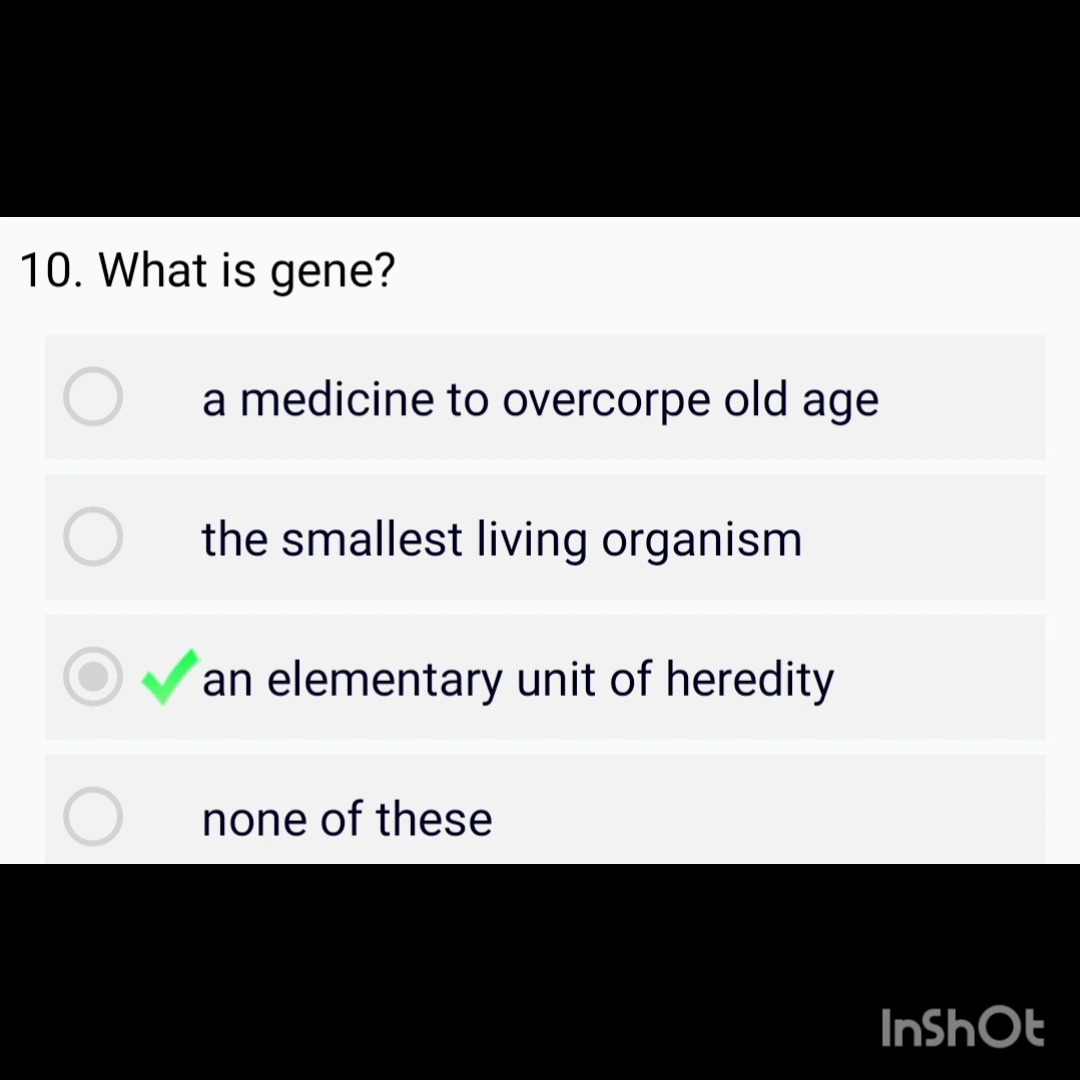 10. What is gene?
a medicine to overcorpe old age
the smallest living organism
an elementary unit of heredity
none of these
InShOt